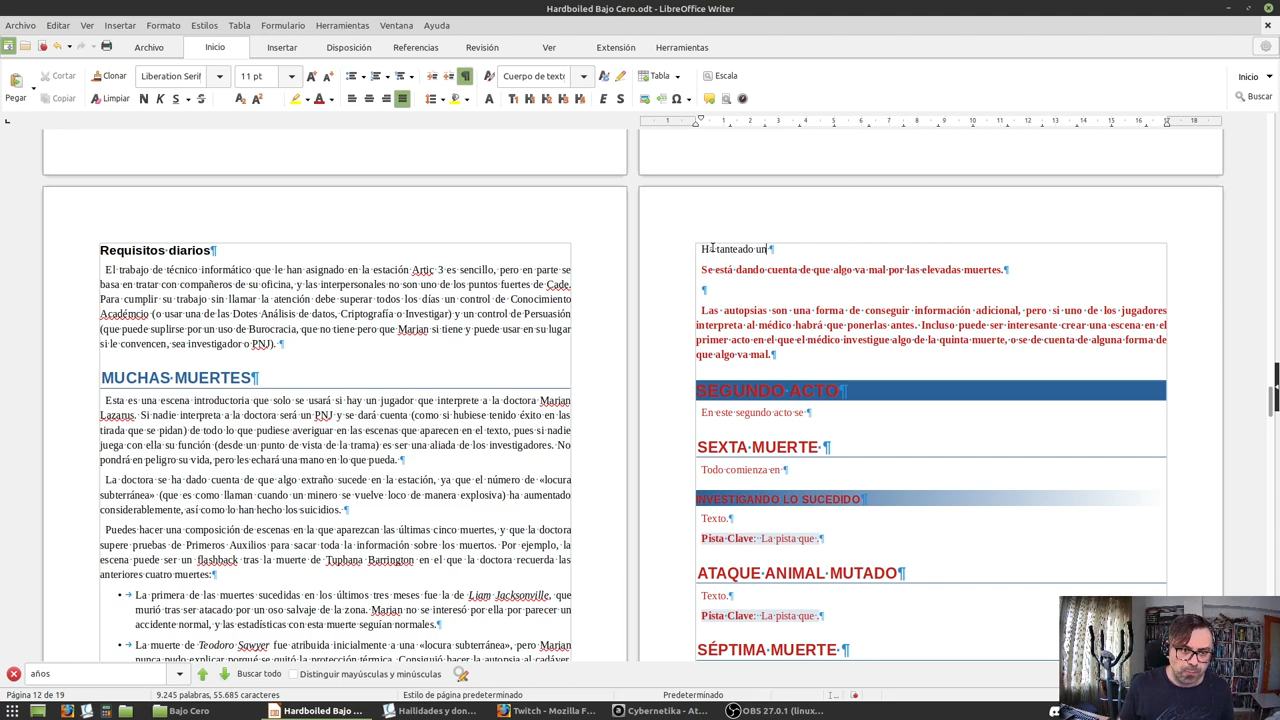 Hardboiled Bajo Cero.odt - LibreOffice Writer
Archivo Editar Ver Insertar Formato Estilos Tabla Formulario Herramientas Ventana Ayuda
Archivo Inicio Insertar Disposición Referencias Revisión Ver Extensión Herramientas
Cortar Clonar Liberation Serif 11 pt Cuerpo de texto Tabla Escala Inicio
Pegar Copiar Limpiar Buscar
Requisitos diarios¶
El trabajo de técnico informático que le han asignado en la estación Artic 3 es sencillo, pero en parte se
basa en tratar con compañeros de su oficina, y las interpersonales no son uno de los puntos fuertes de Cade.
Para cumplir su trabajo sin llamar la atención debe superar todos los días un control de Conocimiento
Académcio (o usar una de las Dotes Análisis de datos, Criptografía o Investigar) y un control de Persuasión
(que puede suplirse por un uso de Burocracia, que no tiene pero que Marian si tiene y puede usar en su lugar
si le convencen, sea investigador o PNJ). ¶
MUCHAS MUERTES¶
Esta es una escena introductoria que solo se usará si hay un jugador que interprete a la doctora Marian
Lazarus. Si nadie interpreta a la doctora será un PNJ y se dará cuenta (como si hubiese tenido éxito en las
tirada que se pidan) de todo lo que pudiese averiguar en las escenas que aparecen en el texto, pues si nadie
juega con ella su función (desde un punto de vista de la trama) es ser una aliada de los investigadores. No
pondrá en peligro su vida, pero les echará una mano en lo que pueda. ¶
La doctora se ha dado cuenta de que algo extraño sucede en la estación, ya que el número de «locura
subterránea» (que es como llaman cuando un minero se vuelve loco de manera explosiva) ha aumentado
considerablemente, así como lo han hecho los suicidios. ¶
Puedes hacer una composición de escenas en la que aparezcan las últimas cinco muertes, y que la doctora
supere pruebas de Primeros Auxilios para sacar toda la información sobre los muertos. Por ejemplo, la
escena puede ser un flashback tras la muerte de Tuphana Barrington en el que la doctora recuerda las
anteriores cuatro muertes:¶
• La primera de las muertes sucedidas en los últimos tres meses fue la de Liam Jacksonville, que
murió tras ser atacado por un oso salvaje de la zona. Marian no se interesó por ella por parecer un
accidente normal, y las estadísticas con esta muerte seguían normales.¶
• La muerte de Teodoro Sawyer fue atribuida inicialmente a una «locura subterránea», pero Marian
nunca pudo explicar porqué se quitó la protección térmica. Consiguió hacer la autopsia al cadáver,
tanteado un ¶
Se está dando cuenta de que algo va mal por las elevadas muertes.¶
¶
Las autopsias son una forma de conseguir información adicional, pero si uno de los jugadores
interpreta al médico habrá que ponerlas antes. Incluso puede ser interesante crear una escena en el
primer acto en el que el médico investigue algo de la quinta muerte, o se de cuenta de alguna forma de
que algo va mal.¶
SEGUNDO ACTO¶
En este segundo acto se ¶
SEXTA MUERTE ¶
Todo comienza en ¶
INVESTIGANDO LO SUCEDIDO¶
Texto.¶
Pista Clave: La pista que .¶
ATAQUE ANIMAL MUTADO¶
Texto.¶
Pista Clave: La pista que .¶
SÉPTIMA MUERTE ¶
años Buscar todo Distinguir mayúsculas y minúsculas
Página 12 de 19 9.245 palabras, 55.685 caracteres Estilo de página predeterminado Predeterminado
Bajo Cero Hardboiled Bajo ... Hailidades y don... Twitch - Mozilla F... Cybernetika - At... OBS 27.0.1 (linux...